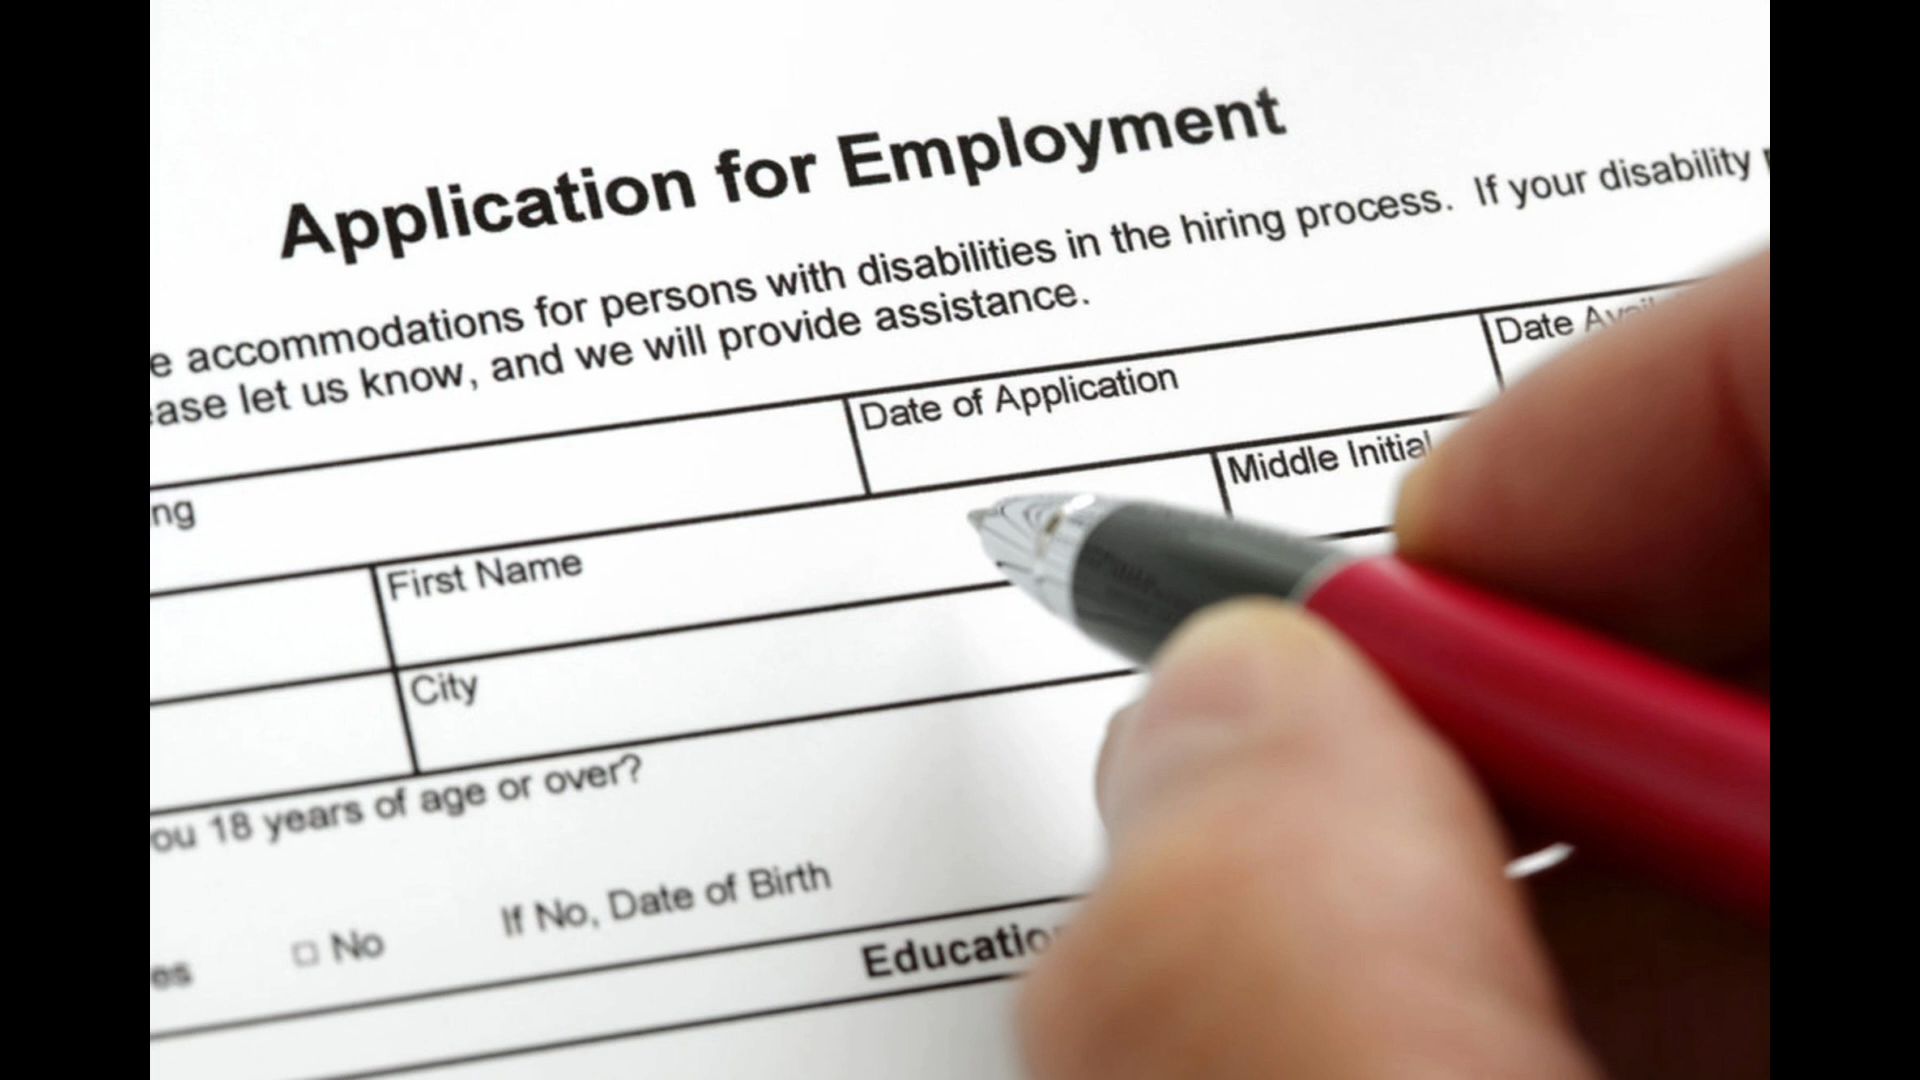 Application for Employment
accommodations for persons with disabilities in the hiring process. If your disability
let us know, and we will provide assistance.
Date of Application
Date
Middle Initial
First Name
City
18 years of age or over?
□ No
If No, Date of Birth